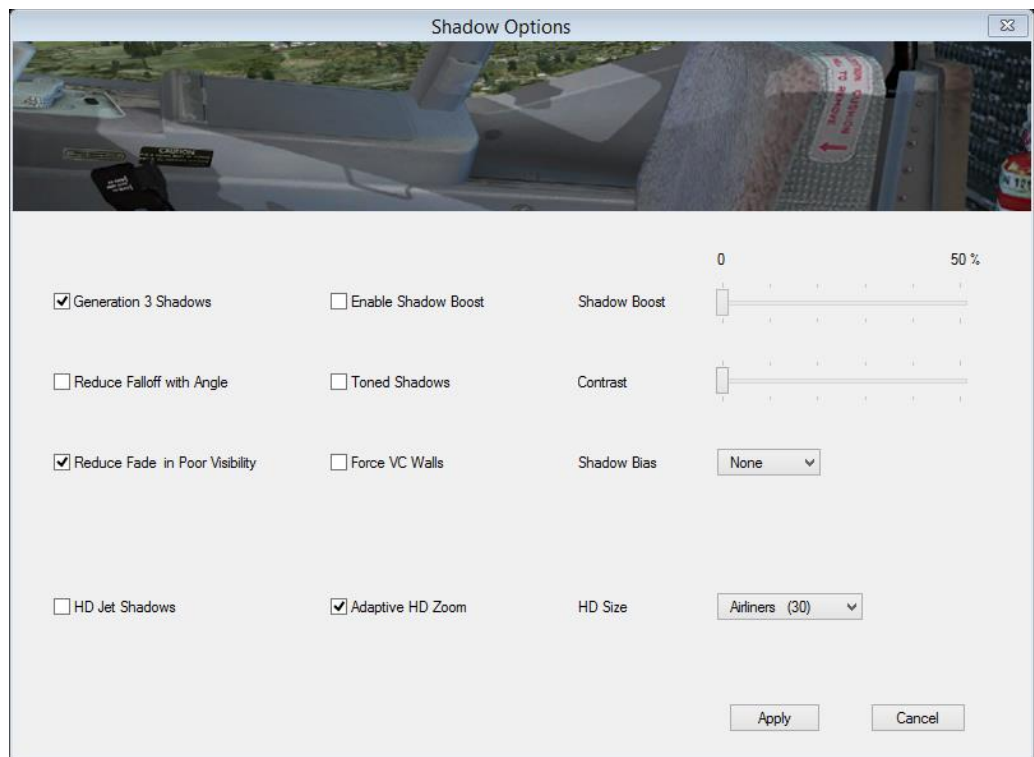 Shadow Options
CAUTION
0 50 %
Generation 3 Shadows Enable Shadow Boost Shadow Boost
Reduce Falloff with Angle Toned Shadows Contrast
Reduce Fade in Poor Visibility Force VC Walls Shadow Bias None
HD Jet Shadows Adaptive HD Zoom HD Size Airliners (30)
Apply Cancel